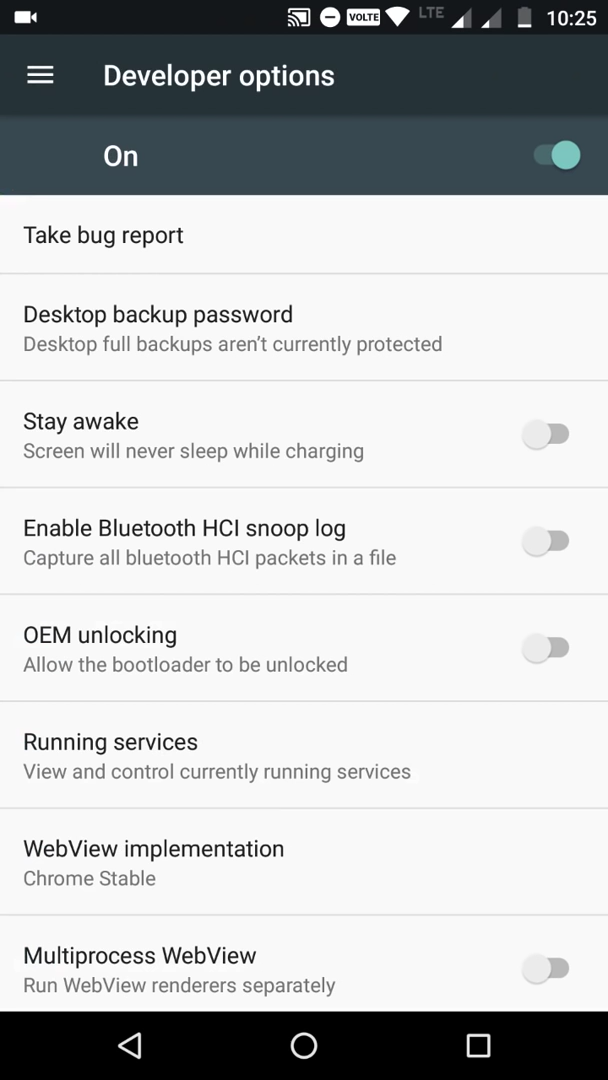 VOLTE LTE 10:25
Developer options
On
Take bug report
Desktop backup password
Desktop full backups aren’t currently protected
Stay awake
Screen will never sleep while charging
Enable Bluetooth HCI snoop log
Capture all bluetooth HCI packets in a file
OEM unlocking
Allow the bootloader to be unlocked
Running services
View and control currently running services
WebView implementation
Chrome Stable
Multiprocess WebView
Run WebView renderers separately